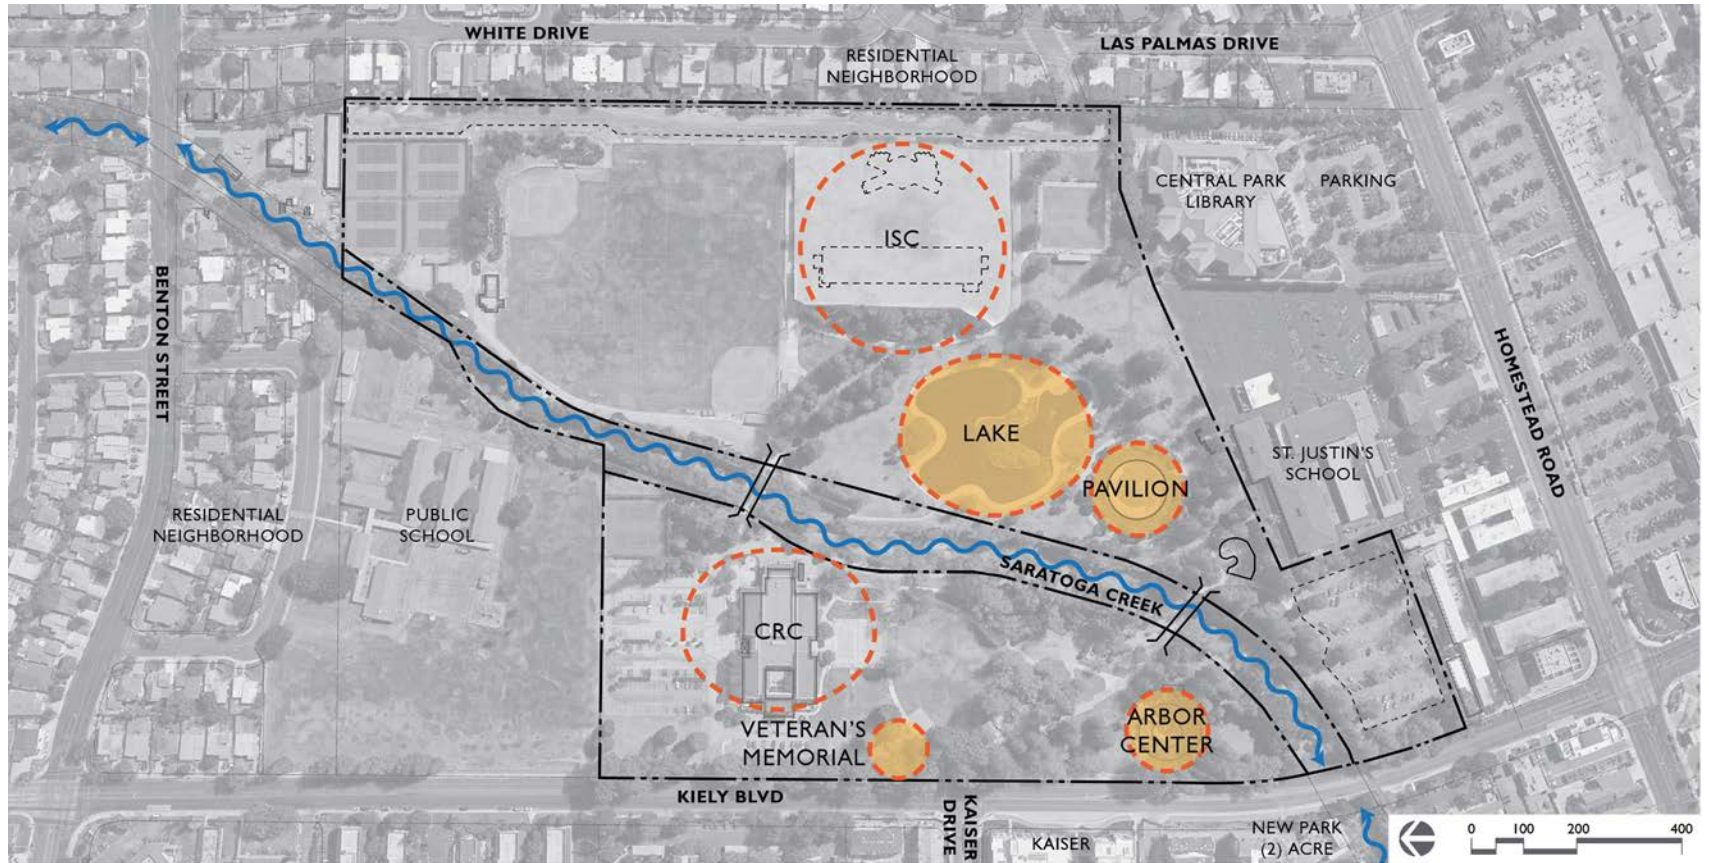 WHITE DRIVE
LAS PALMAS DRIVE
RESIDENTIAL
NEIGHBORHOOD
CENTRAL PARK
LIBRARY
PARKING
ISC
BENTON STREET
HOMESTEAD ROAD
LAKE
PAVILION
ST. JUSTIN'S
SCHOOL
RESIDENTIAL
NEIGHBORHOOD
PUBLIC
SCHOOL
SARATOGA CREEK
CRC
VETERAN'S
MEMORIAL
ARBOR
CENTER
KIELY BLVD
KAISER
DRIVE
KAISER
NEW PARK
(2) ACRE
0 100 200 400